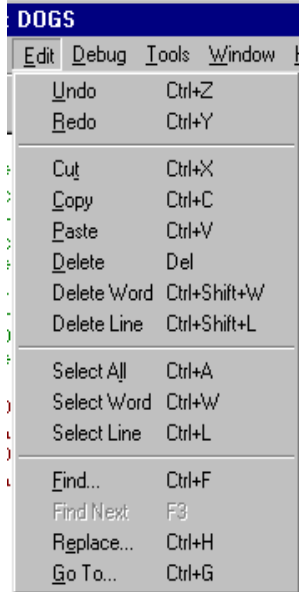 DOGS
Edit Debug Tools Window
Undo Ctrl+Z
Redo Ctrl+Y
Cut Ctrl+X
Copy Ctrl+C
Paste Ctrl+V
Delete Del
Delete Word Ctrl+Shift+W
Delete Line Ctrl+Shift+L
Select All Ctrl+A
Select Word Ctrl+W
Select Line Ctrl+L
Find... Ctrl+F
Find Next F3
Replace... Ctrl+H
Go To... Ctrl+G